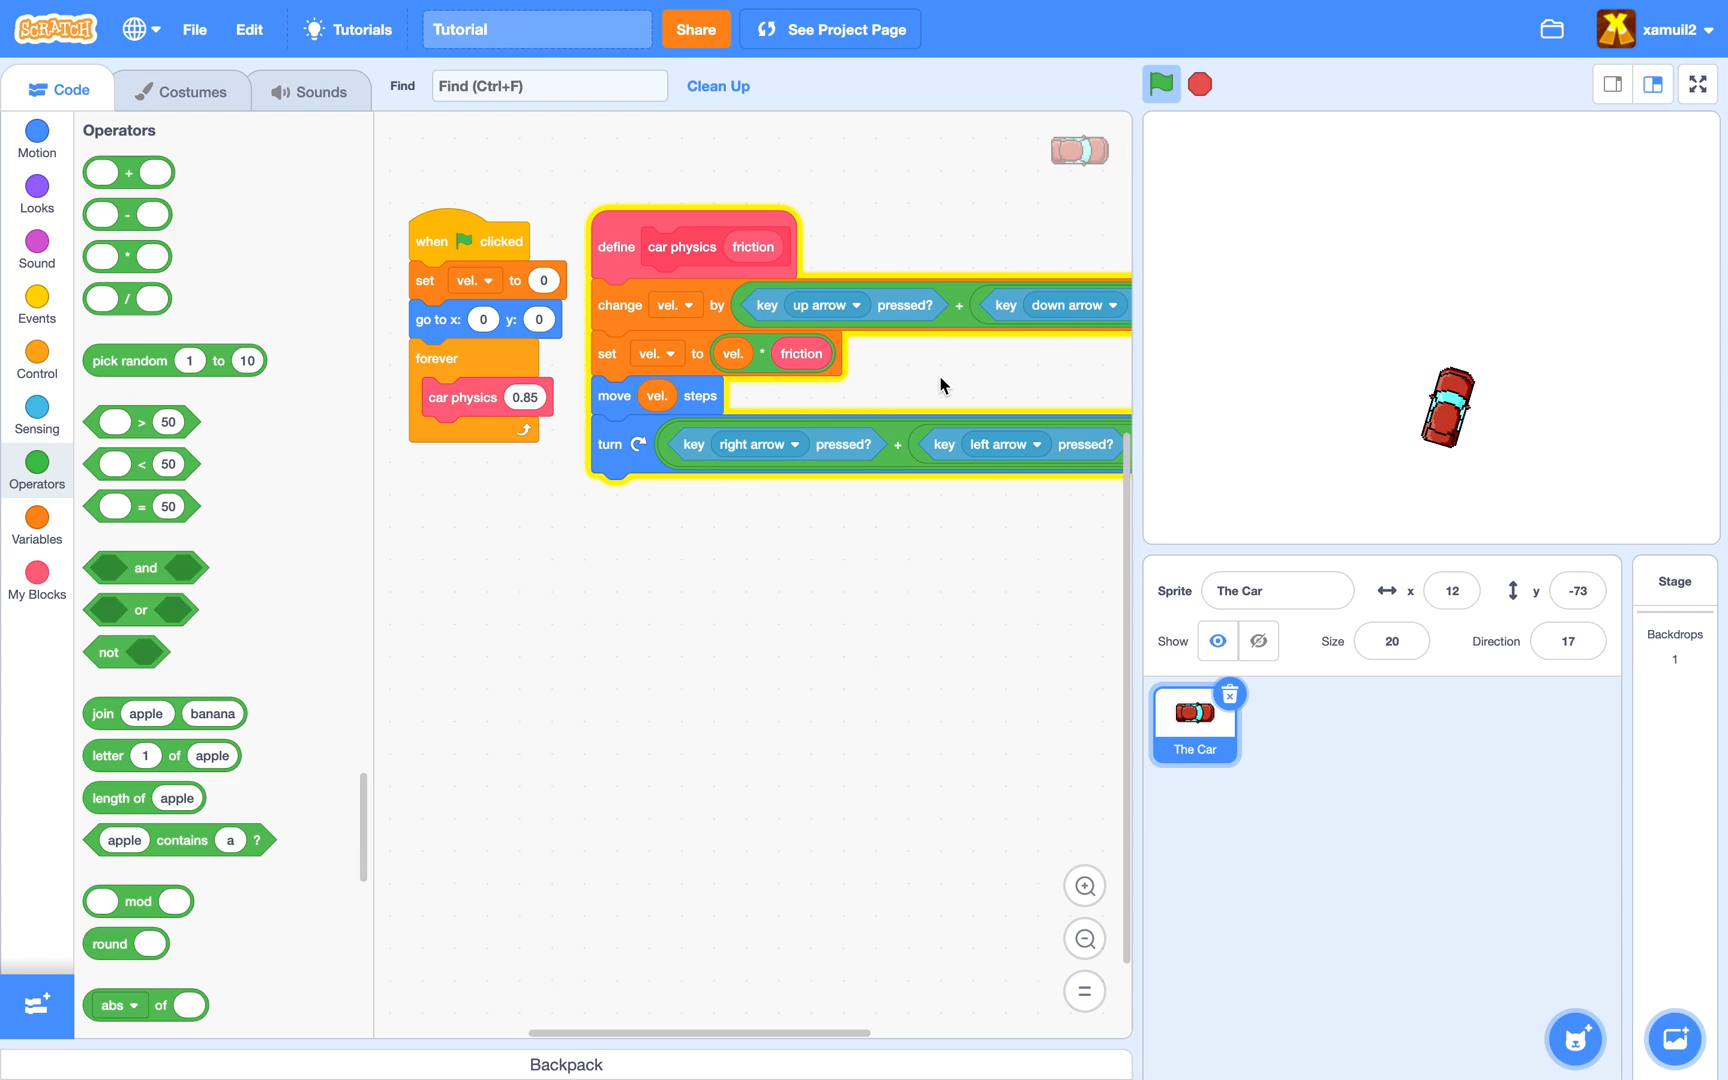 SCRATCH File Edit Tutorials Tutorial Share See Project Page xamuil2
Code Costumes Sounds Find Find (Ctrl+F) Clean Up
Motion
Looks
Sound
Events
Control
Sensing
Operators
Variables
My Blocks
Operators
+
-
*
/
pick random 1 to 10
> 50
< 50
= 50
and
or
not
join apple banana
letter 1 of apple
length of apple
apple contains a ?
mod
round
abs of
when clicked
set vel. to 0
go to x: 0 y: 0
forever
car physics 0.85
define car physics friction
change vel. by key up arrow pressed? + key down arrow
set vel. to vel. * friction
move vel. steps
turn key right arrow pressed? + key left arrow pressed?
=
Backpack
Sprite The Car x 12 y -73
Show Size 20 Direction 17
The Car
Stage
Backdrops
1